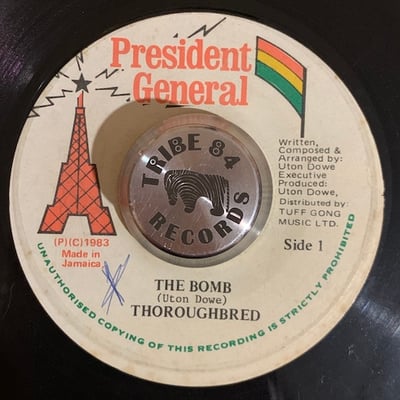 President
General
TRIBE 84
RECORDS
Written,
Composed &
Arranged by:
Uton Dowe
Executive
Produced:
Uton Dowe,
Distributed by:
TUFF GONG
MUSIC LTD.
(P)(C)1983
Made in
Jamaica.
Side 1
THE BOMB
(Uton Dowe)
THOROUGHBRED
UNAUTHORISED COPYING OF THIS RECORDING IS STRICTLY PROHIBITED